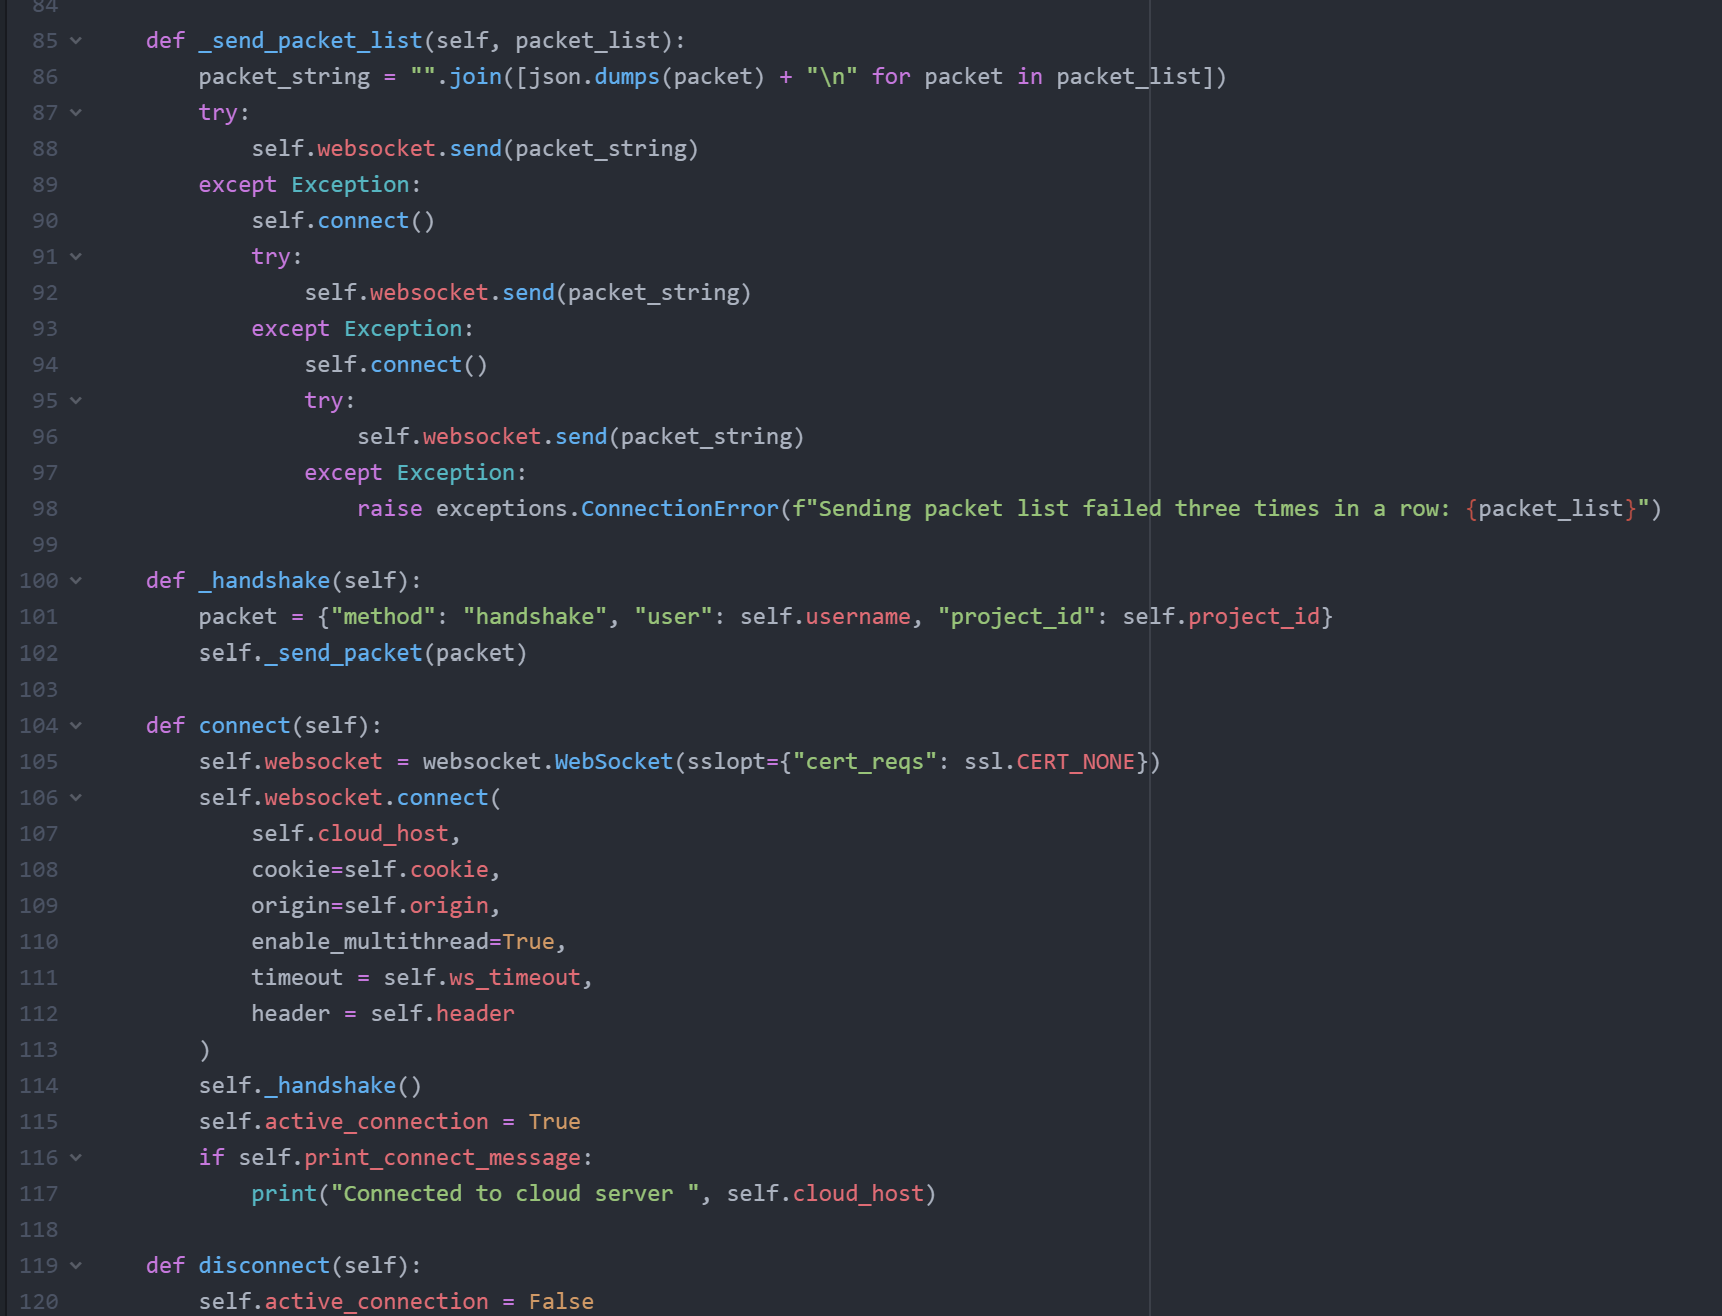 84
85 def _send_packet_list(self, packet_list):
86 packet_string = "".join([json.dumps(packet) + "\n" for packet in packet_list])
87 try:
88 self.websocket.send(packet_string)
89 except Exception:
90 self.connect()
91 try:
92 self.websocket.send(packet_string)
93 except Exception:
94 self.connect()
95 try:
96 self.websocket.send(packet_string)
97 except Exception:
98 raise exceptions.ConnectionError(f"Sending packet list failed three times in a row: {packet_list}")
99
100 def _handshake(self):
101 packet = {"method": "handshake", "user": self.username, "project_id": self.project_id}
102 self._send_packet(packet)
103
104 def connect(self):
105 self.websocket = websocket.WebSocket(sslopt={"cert_reqs": ssl.CERT_NONE})
106 self.websocket.connect(
107 self.cloud_host,
108 cookie=self.cookie,
109 origin=self.origin,
110 enable_multithread=True,
111 timeout = self.ws_timeout,
112 header = self.header
113 )
114 self._handshake()
115 self.active_connection = True
116 if self.print_connect_message:
117 print("Connected to cloud server ", self.cloud_host)
118
119 def disconnect(self):
120 self.active_connection = False